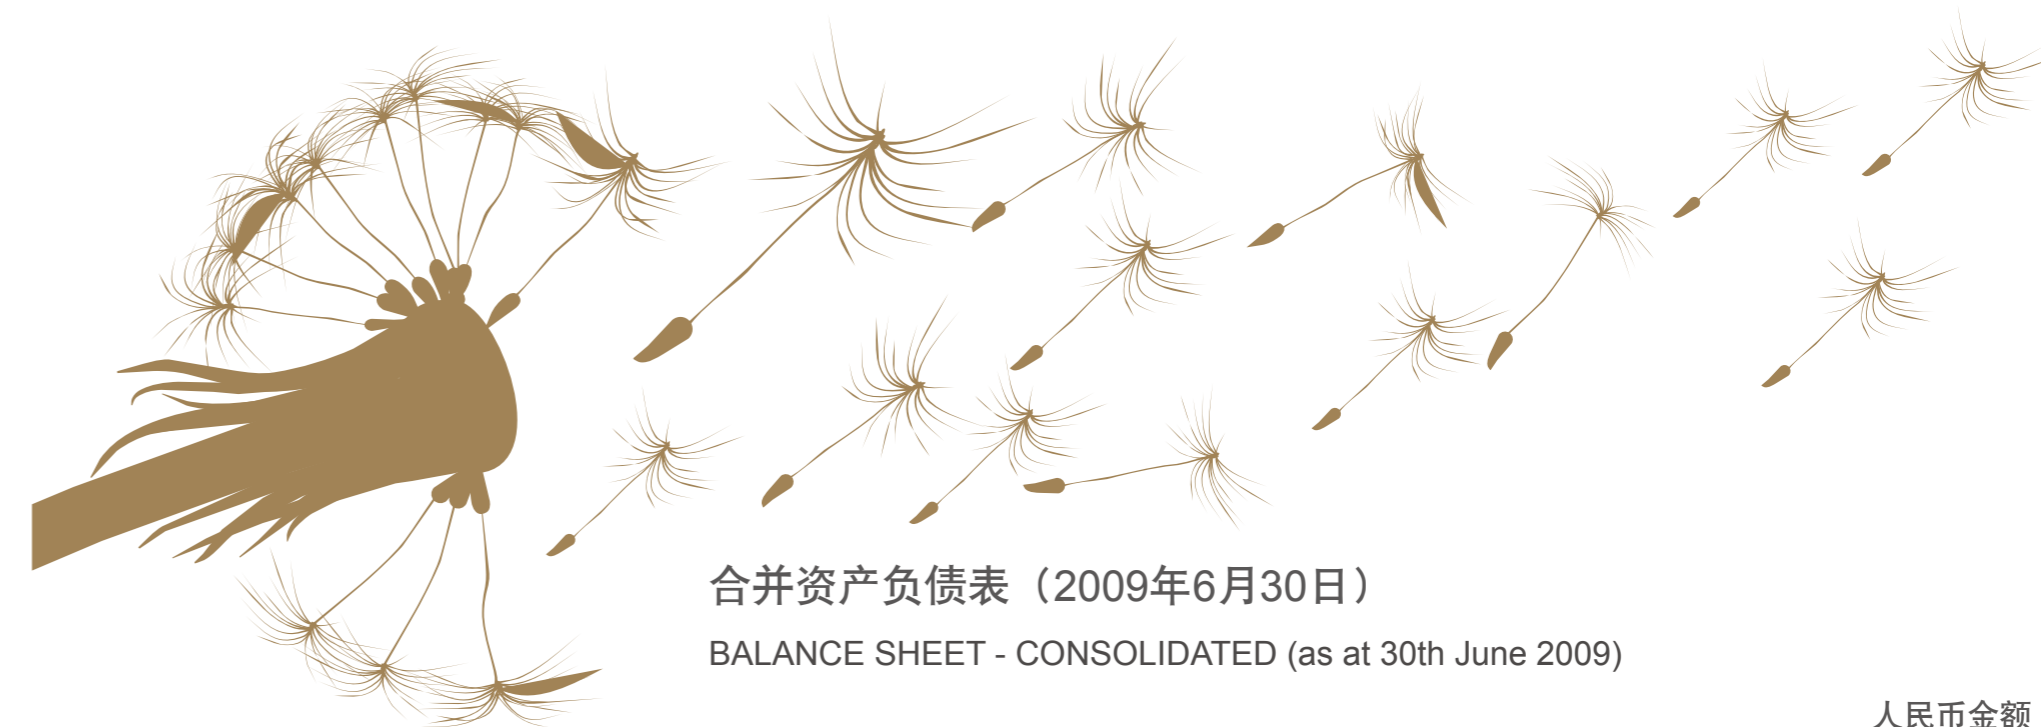 合并资产负债表（2009年6月30日）
BALANCE SHEET - CONSOLIDATED (as at 30th June 2009)
人民币金额